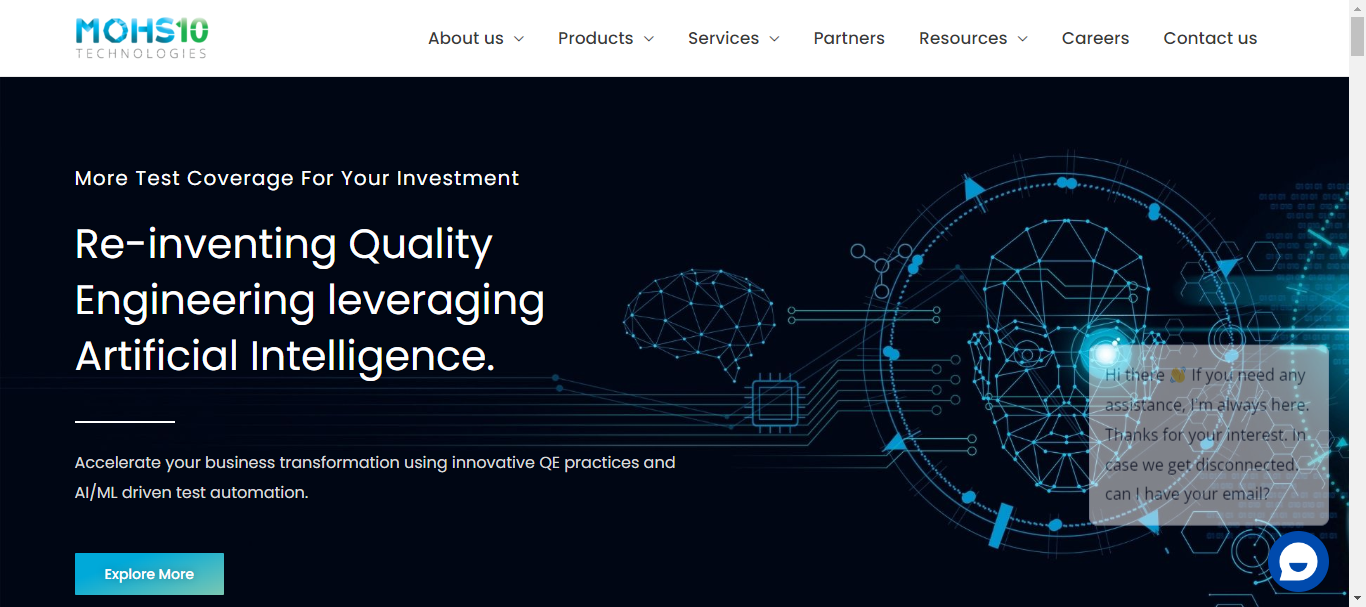 MOHS10
TECHNOLOGIES
About us
Products
Services
Partners
Resources
Careers
Contact us
More Test Coverage For Your Investment
Re-inventing Quality
Engineering leveraging
Artificial Intelligence.
Accelerate your business transformation using innovative QE practices and
AI/ML driven test automation.
Explore More
Hi there 👋 If you need any
assistance, I'm always here.
Thanks for your interest. In
case we get disconnected,
can I have your email?